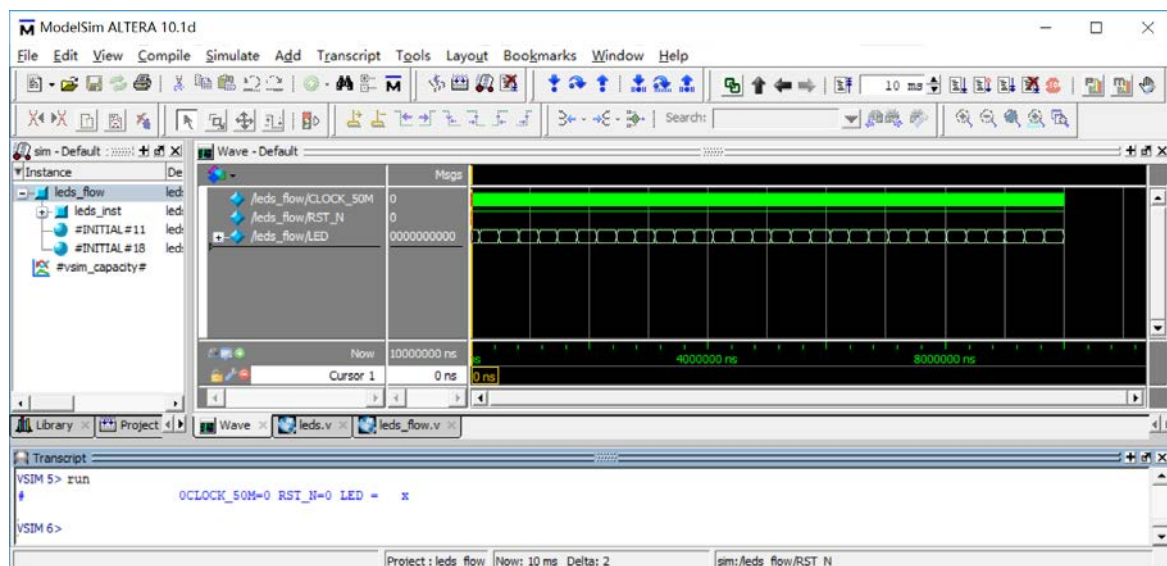 ModelSim ALTERA 10.1d
File Edit View Compile Simulate Add Transcript Tools Layout Bookmarks Window Help
10 ms
Search:
sim - Default
Wave - Default
Instance De
leds_flow led
leds_inst led
#INITIAL#11 led
#INITIAL#18 led
#vsim_capacity#
Msgs
/leds_flow/CLOCK_50M 0
/leds_flow/RST_N 0
/leds_flow/LED 0000000000
Now 10000000 ns
4000000 ns 8000000 ns
Cursor 1 0 ns 0 ns
Library Project Wave leds.v leds_flow.v
Transcript
VSIM 5> run
# 0CLOCK_50M=0 RST_N=0 LED = x
VSIM 6>
Project : leds_flow Now: 10 ms Delta: 2 sim:/leds_flow/RST_N